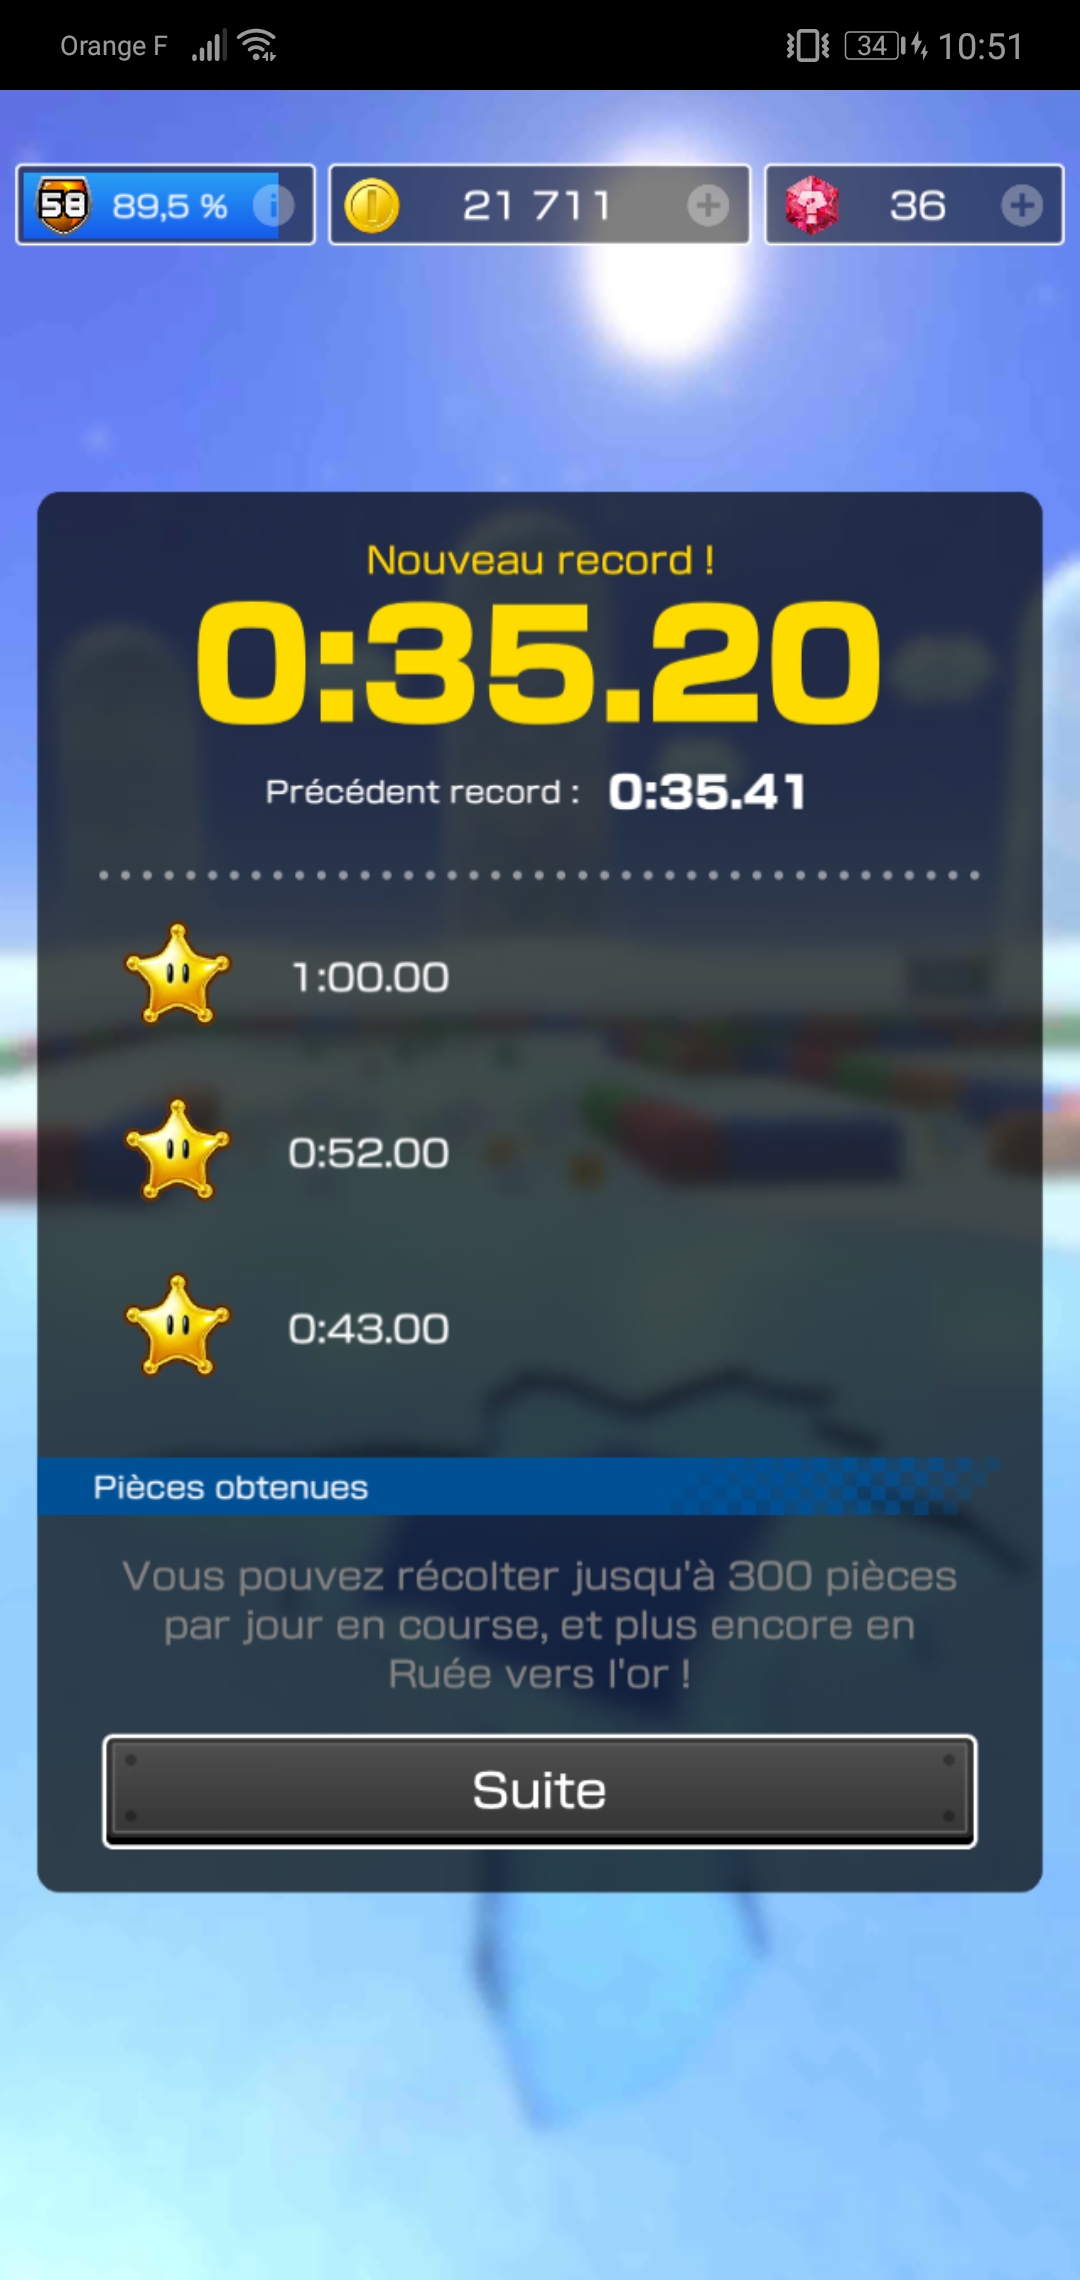 Orange F 34 10:51
58 89,5 % 21 711 36
Nouveau record !
0:35.20
Précédent record : 0:35.41
1:00.00
0:52.00
0:43.00
Pièces obtenues
Vous pouvez récolter jusqu'à 300 pièces
par jour en course, et plus encore en
Ruée vers l'or !
Suite